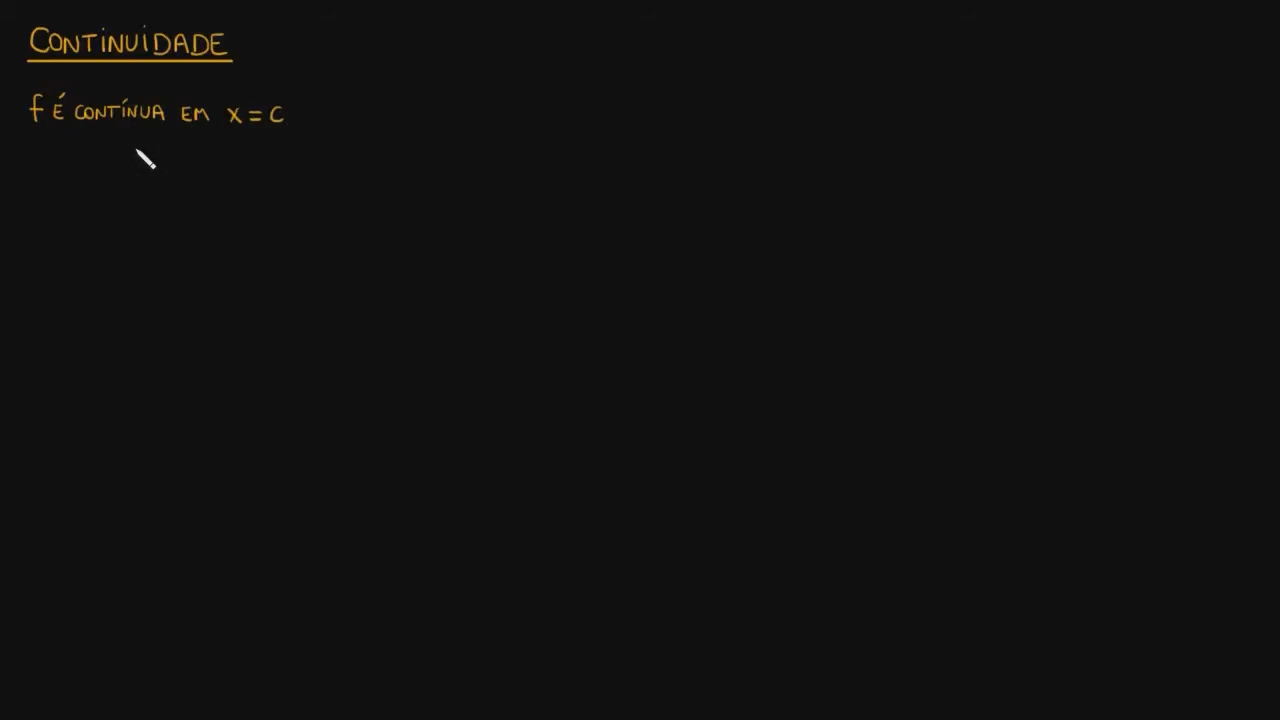 CONTINUIDADE
f É CONTÍNUA EM x = c